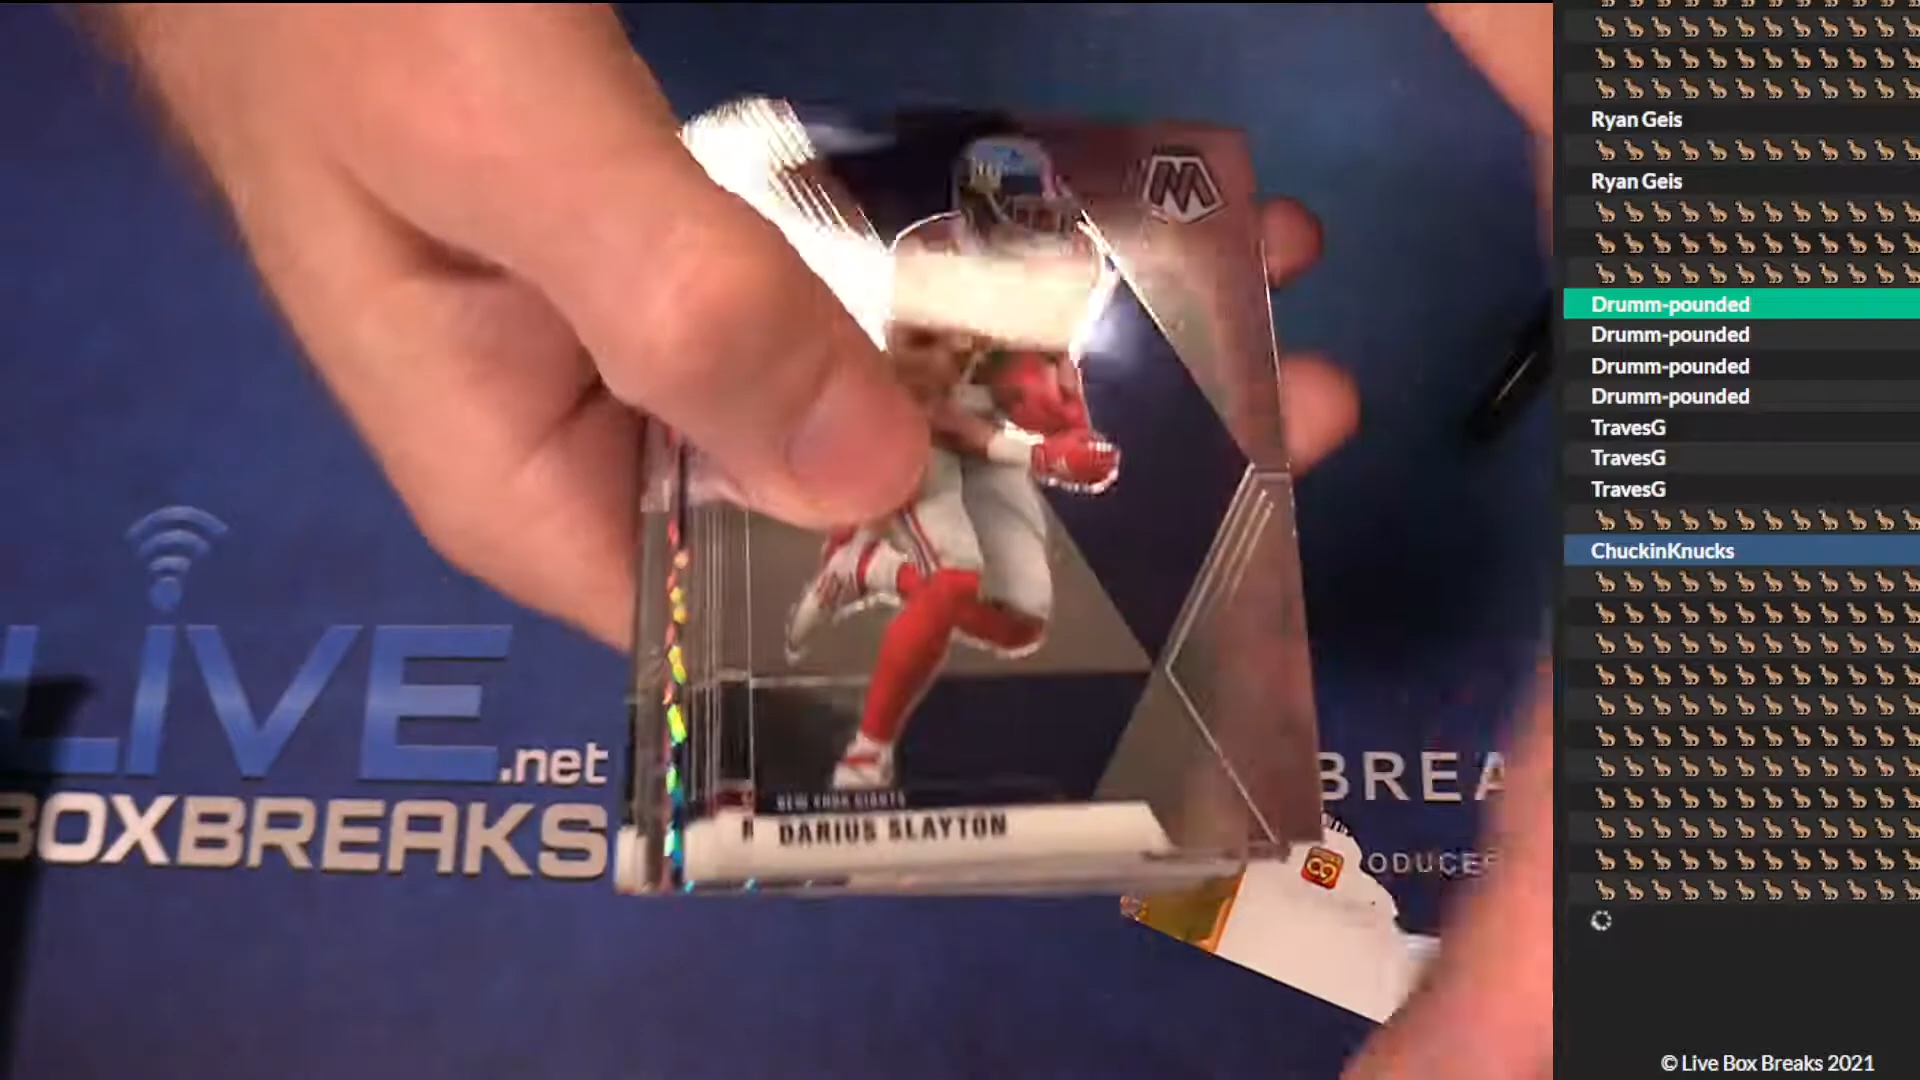 NEW YORK GIANTS
DARIUS SLAYTON
LiVE
.net
BOXBREAKS
BREA
ODUCE
Ryan Geis
Ryan Geis
Drumm-pounded
Drumm-pounded
Drumm-pounded
Drumm-pounded
TravesG
TravesG
TravesG
ChuckinKnucks
© Live Box Breaks 2021